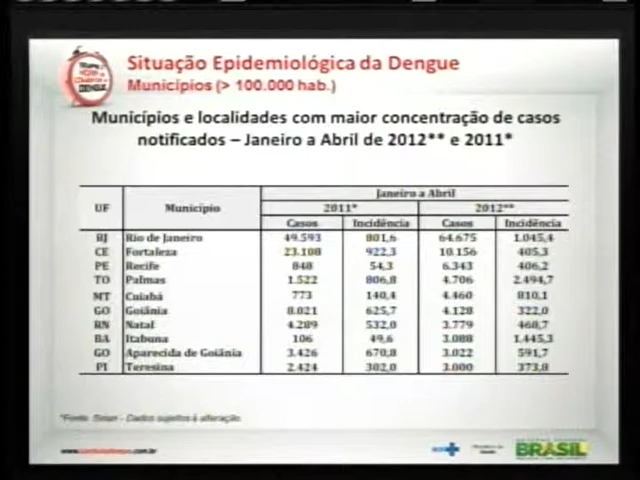 Situação Epidemiológica da Dengue
Municípios (> 100.000 hab.)
Municípios e localidades com maior concentração de casos
notificados – Janeiro a Abril de 2012** e 2011*
Janeiro a Abril
UF Município 2011* 2012**
Casos Incidência Casos Incidência
RJ Rio de Janeiro 49.593 801,6 64.675 1.045,4
CE Fortaleza 23.108 922,3 10.156 405,3
PE Recife 848 54,3 6.343 406,2
TO Palmas 1.522 806,8 4.706 2.494,7
MT Cuiabá 773 140,4 4.460 810,1
GO Goiânia 8.021 625,7 4.128 322,0
RN Natal 4.289 532,0 3.779 468,7
BA Itabuna 106 49,6 3.088 1.445,3
GO Aparecida de Goiânia 3.426 670,8 3.022 591,7
PI Teresina 2.424 302,0 3.000 373,8
*Fonte: Sinan - Dados sujeitos à alteração
SUS
BRASIL